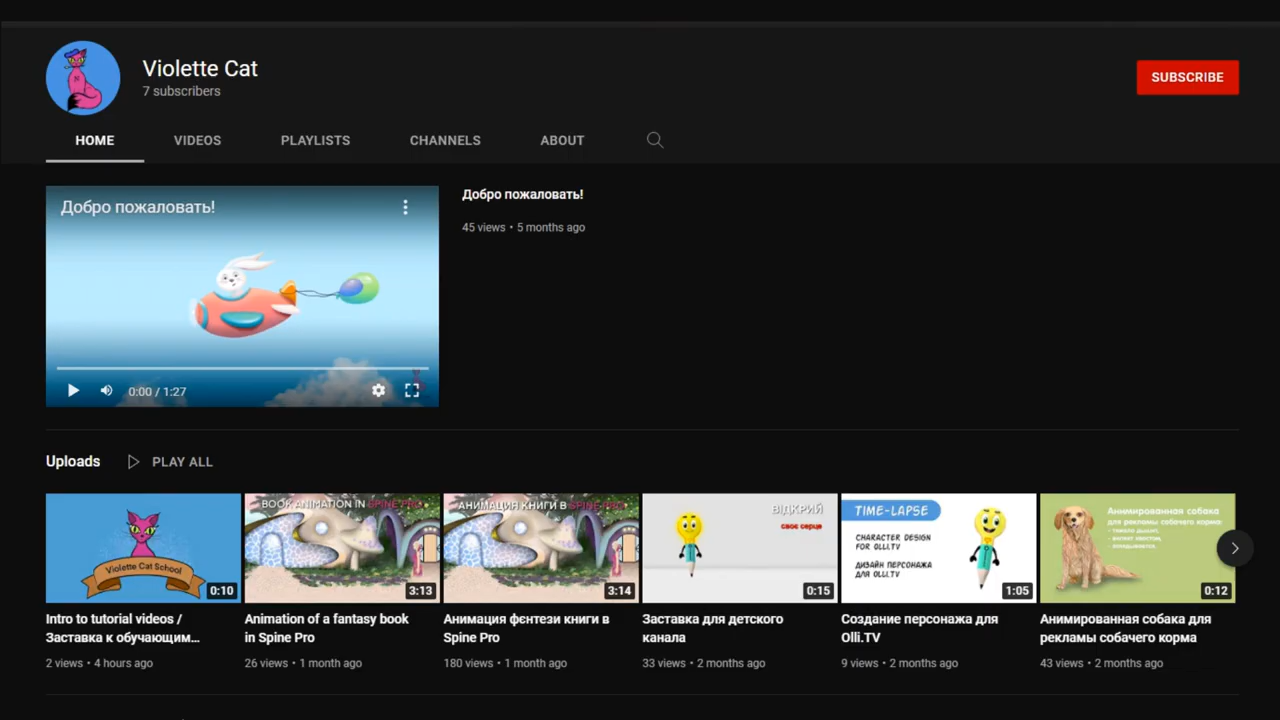 Violette Cat
7 subscribers
SUBSCRIBE
HOME
VIDEOS
PLAYLISTS
CHANNELS
ABOUT
Добро пожаловать!
0:00 / 1:27
Добро пожаловать!
45 views • 5 months ago
Uploads
PLAY ALL
Violette Cat School
0:10
Intro to tutorial videos /
Заставка к обучающим...
2 views • 4 hours ago
BOOK ANIMATION IN SPINE PRO
3:13
Animation of a fantasy book
in Spine Pro
26 views • 1 month ago
АНИМАЦИЯ КНИГИ В SPINE PRO
3:14
Анимация фєнтези книги в
Spine Pro
180 views • 1 month ago
ВІДКРИЙ
своє серце
0:15
Заставка для детского
канала
33 views • 2 months ago
TIME-LAPSE
CHARACTER DESIGN
FOR OLLI.TV
ДИЗАЙН ПЕРСОНАЖА
ДЛЯ OLLI.TV
1:05
Создание персонажа для
Olli.TV
9 views • 2 months ago
Аннимированная собака
для рекламы собачего корма:
- тяжело дышит,
- виляет хвостом,
0:12
Анимированная собака для
рекламы собачего корма
43 views • 2 months ago